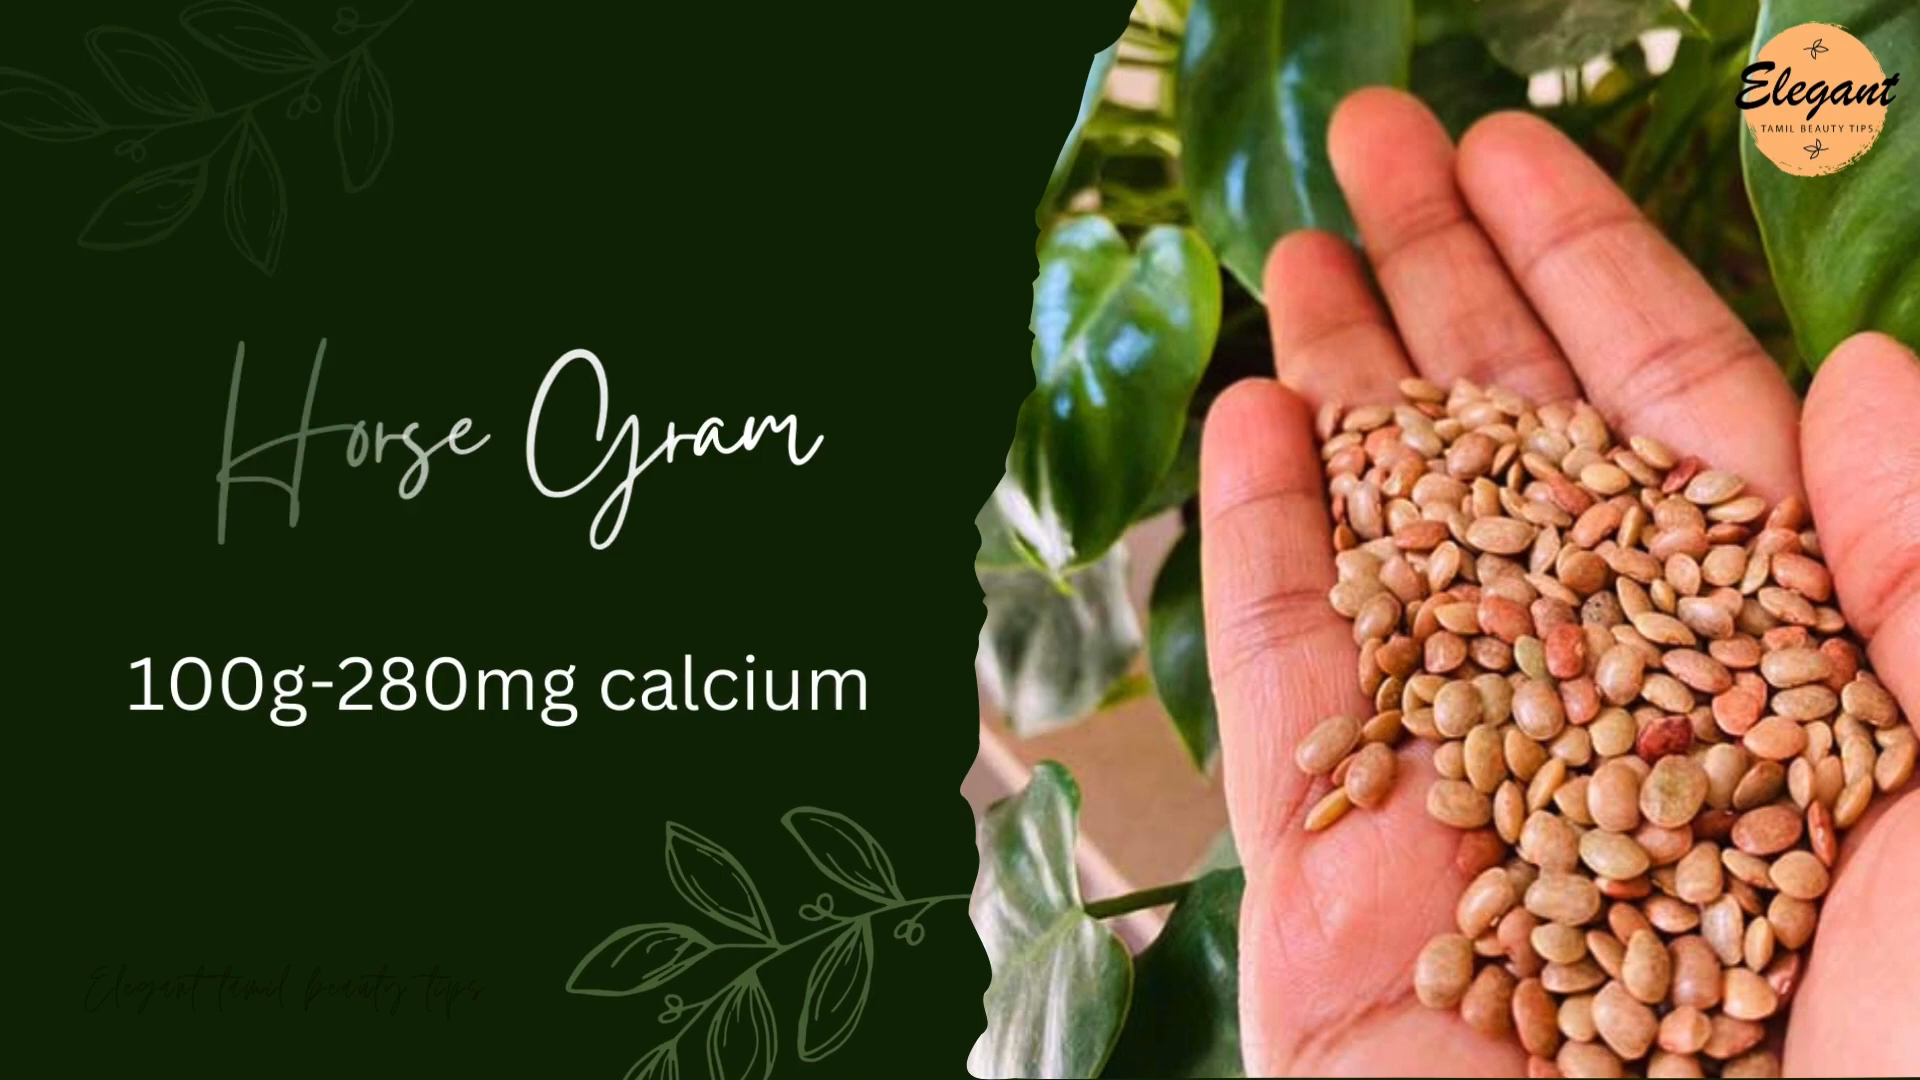 Elegant
TAMIL BEAUTY TIPS
Horse Gram
100g-280mg calcium
Elegant tamil beauty tips